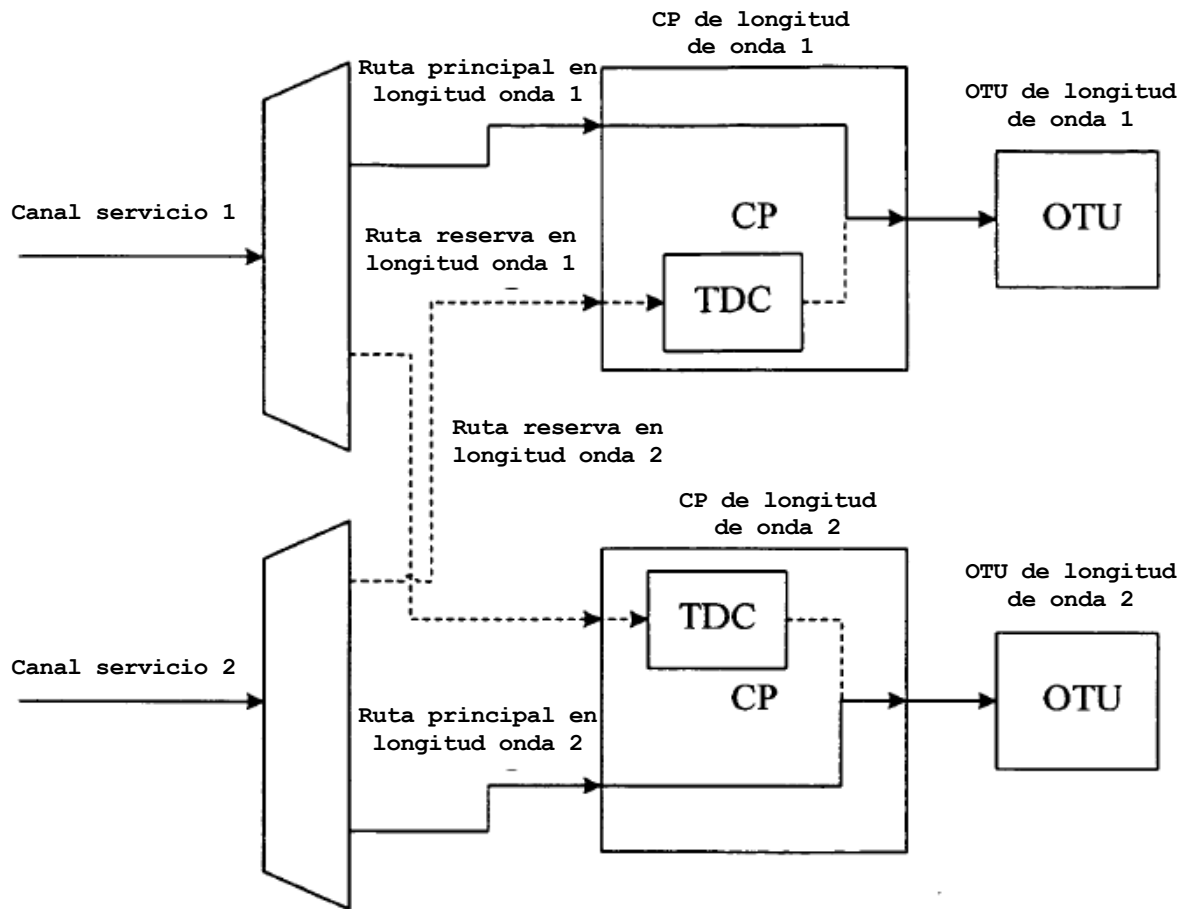 CP de longitud
de onda 1
Ruta principal en
longitud onda 1
OTU de longitud
de onda 1
Canal servicio 1
CP
OTU
Ruta reserva en
longitud onda 1
TDC
Ruta reserva en
longitud onda 2
CP de longitud
de onda 2
OTU de longitud
de onda 2
TDC
Canal servicio 2
CP
OTU
Ruta principal en
longitud onda 2